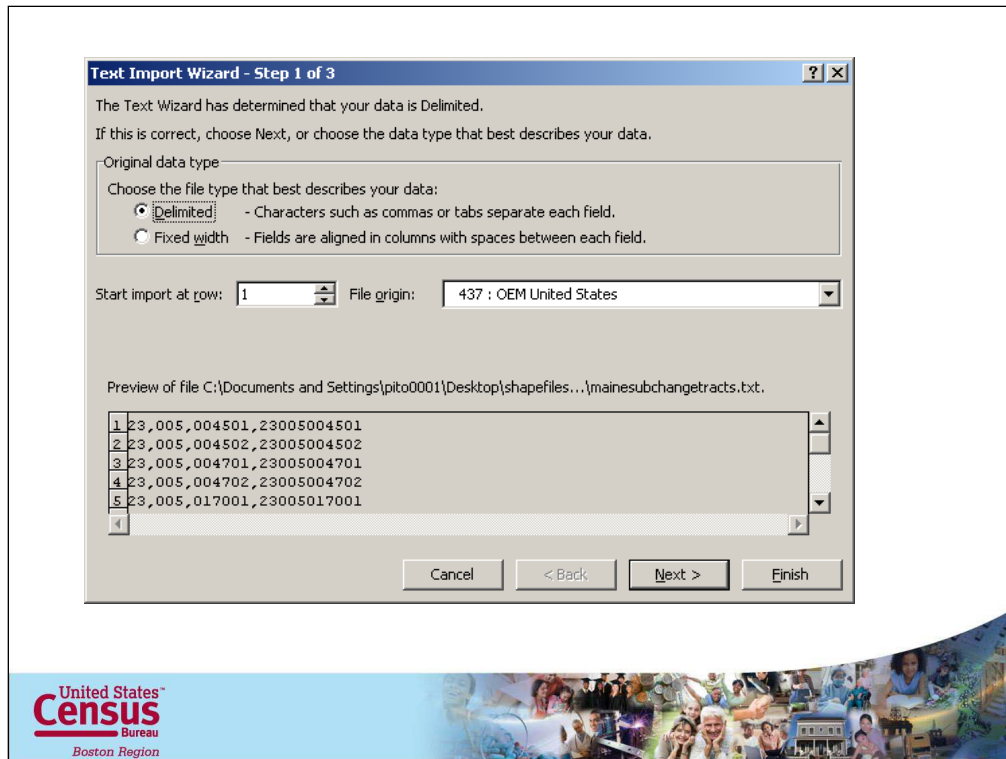 Text Import Wizard - Step 1 of 3
The Text Wizard has determined that your data is Delimited.
If this is correct, choose Next, or choose the data type that best describes your data.
Original data type
Choose the file type that best describes your data:
Delimited - Characters such as commas or tabs separate each field.
Fixed width - Fields are aligned in columns with spaces between each field.
Start import at row: 1 File origin: 437 : OEM United States
Preview of file C:\Documents and Settings\pito0001\Desktop\shapefiles...\mainesubchangetracts.txt.
1 23,005,004501,23005004501
2 23,005,004502,23005004502
3 23,005,004701,23005004701
4 23,005,004702,23005004702
5 23,005,017001,23005017001
Cancel < Back Next > Finish
United States™
Census
Bureau
Boston Region